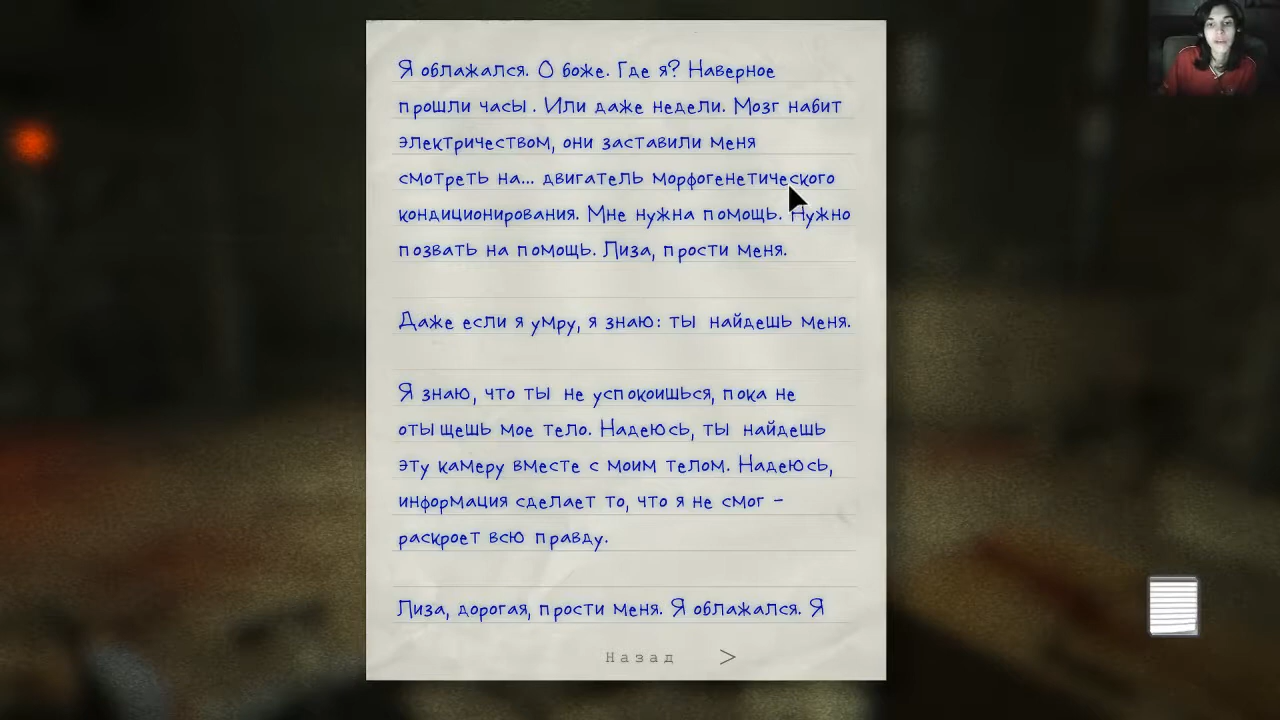 Я облажался. О боже. Где я? Наверное
прошли часы. Или даже недели. Мозг набит
электричеством, они заставили меня
смотреть на... двигатель морфогенетического
кондиционирования. Мне нужна помощь. Нужно
позвать на помощь. Лиза, прости меня.
Даже если я умру, я знаю: ты найдешь меня.
Я знаю, что ты не успокоишься, пока не
отыщешь мое тело. Надеюсь, ты найдешь
эту камеру вместе с моим телом. Надеюсь,
информация сделает то, что я не смог -
раскроет всю правду.
Лиза, дорогая, прости меня. Я облажался. Я
Назад >